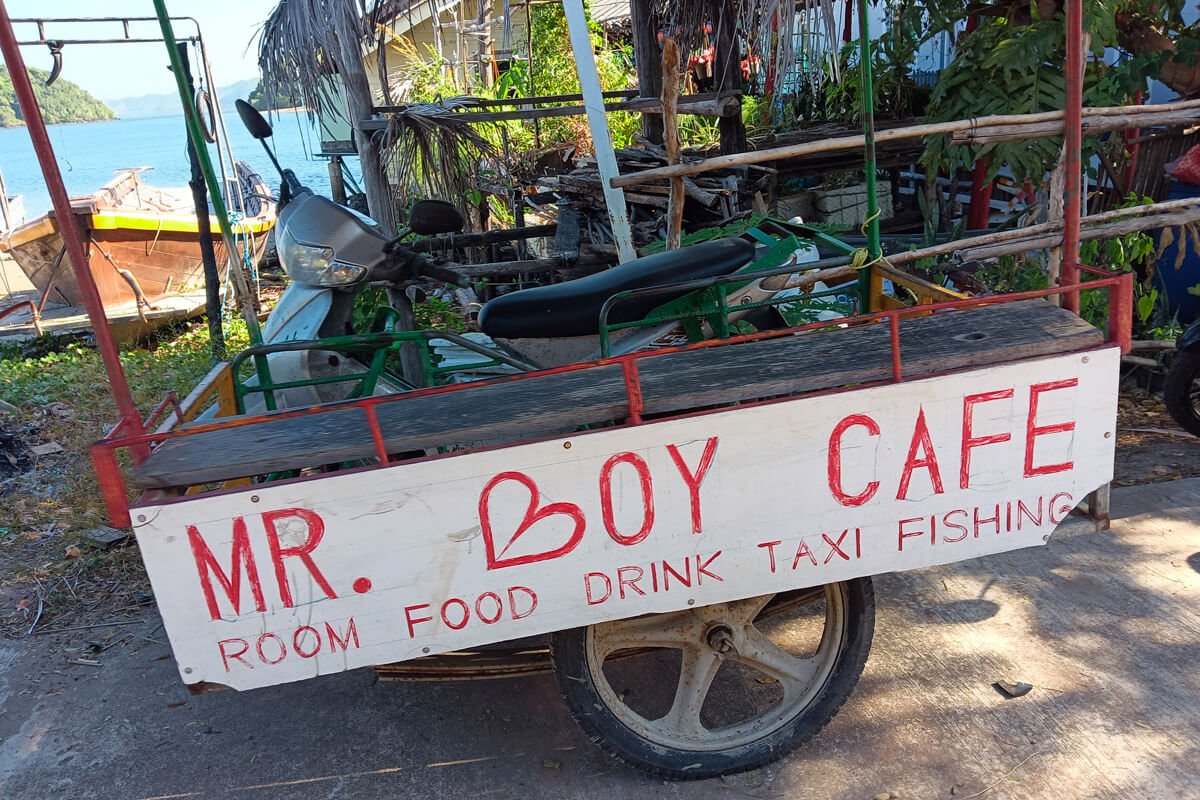 MR. BOY CAFE
ROOM FOOD DRINK TAXI FISHING